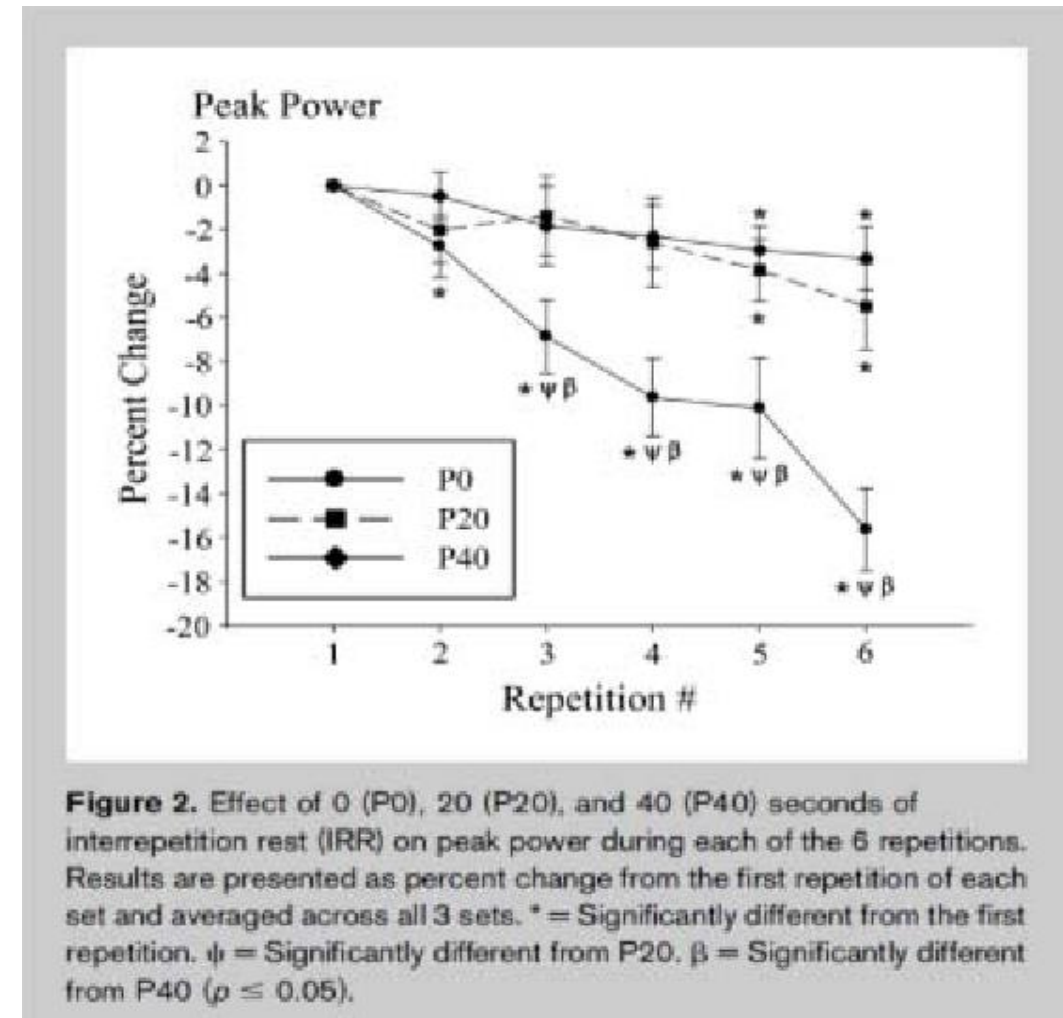 Peak Power
2
0
-2
-4
-6
-8
-10
-12
-14
-16
-18
-20
Percent Change
* *
* * *
* ψ β
* ψ β
* ψ β
* ψ β
P0
P20
P40
1 2 3 4 5 6
Repetition #
Figure 2. Effect of 0 (P0), 20 (P20), and 40 (P40) seconds of
interrepetition rest (IRR) on peak power during each of the 6 repetitions.
Results are presented as percent change from the first repetition of each
set and averaged across all 3 sets. * = Significantly different from the first
repetition. ψ = Significantly different from P20. β = Significantly different
from P40 (p ≤ 0.05).